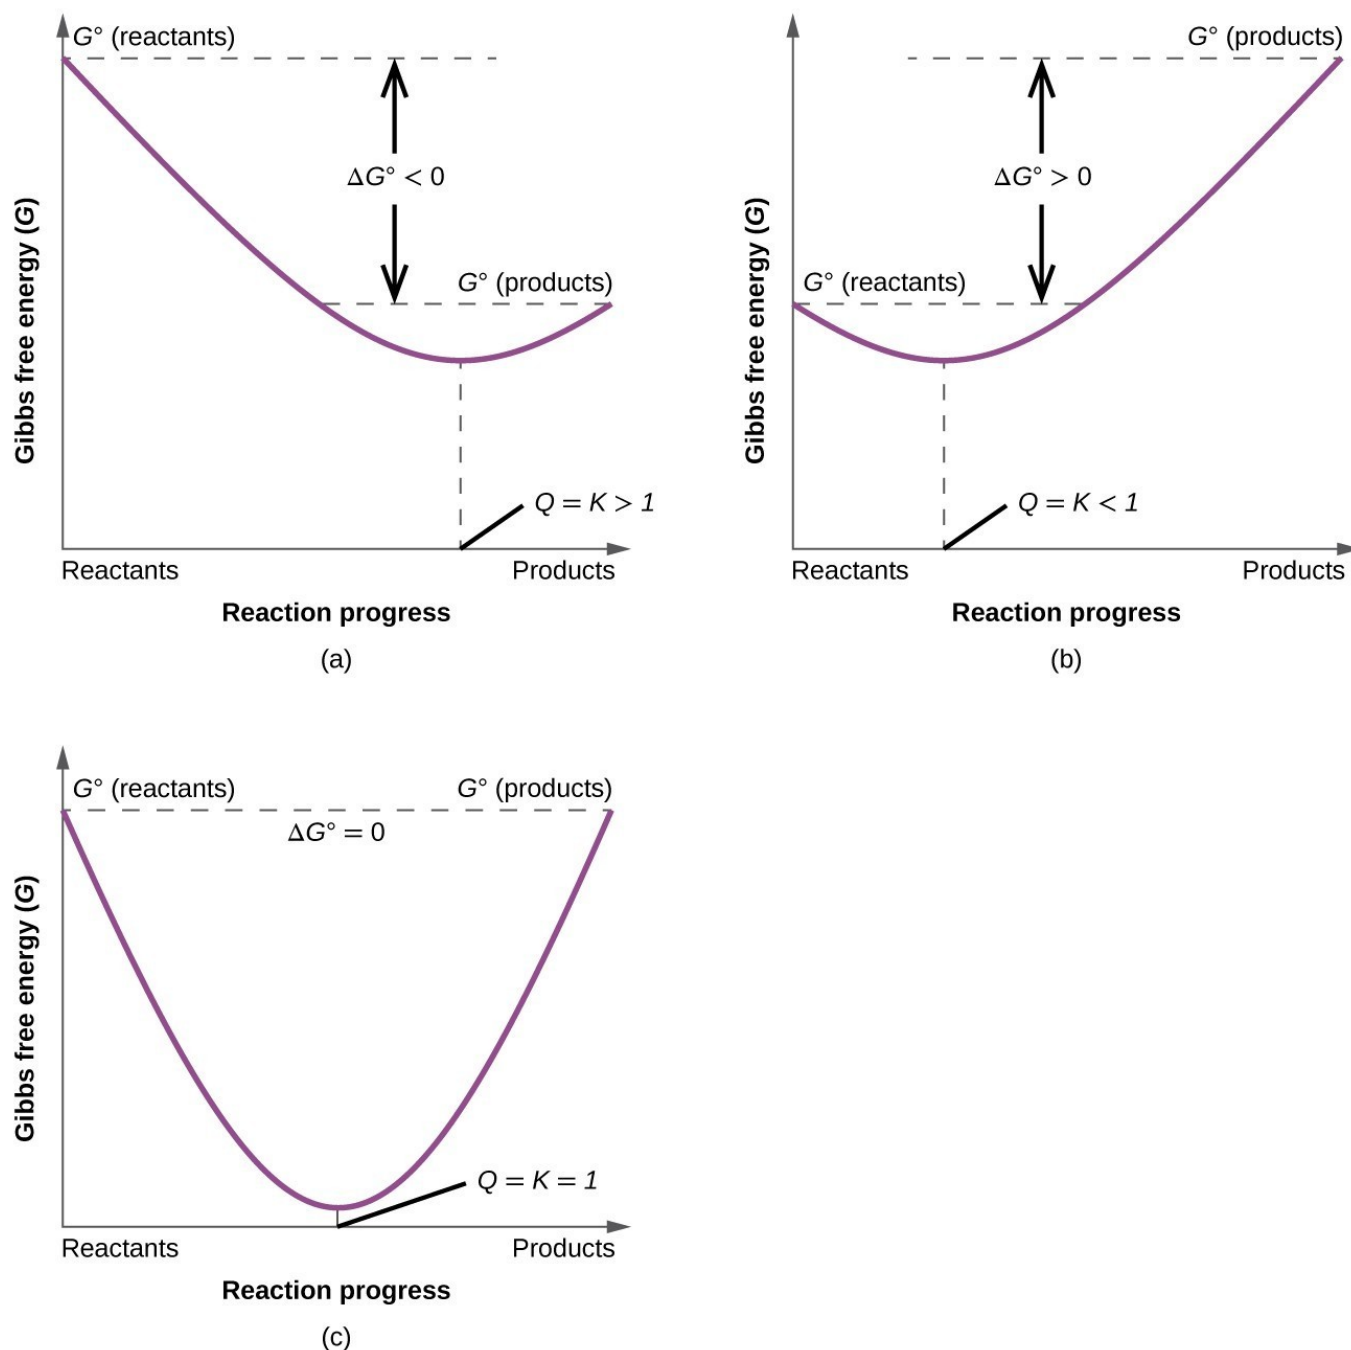 G° (reactants)
ΔG° < 0
G° (products)
Gibbs free energy (G)
Q = K > 1
Reactants
Products
Reaction progress
(a)
G° (products)
ΔG° > 0
G° (reactants)
Gibbs free energy (G)
Q = K < 1
Reactants
Products
Reaction progress
(b)
G° (reactants)
G° (products)
ΔG° = 0
Gibbs free energy (G)
Q = K = 1
Reactants
Products
Reaction progress
(c)